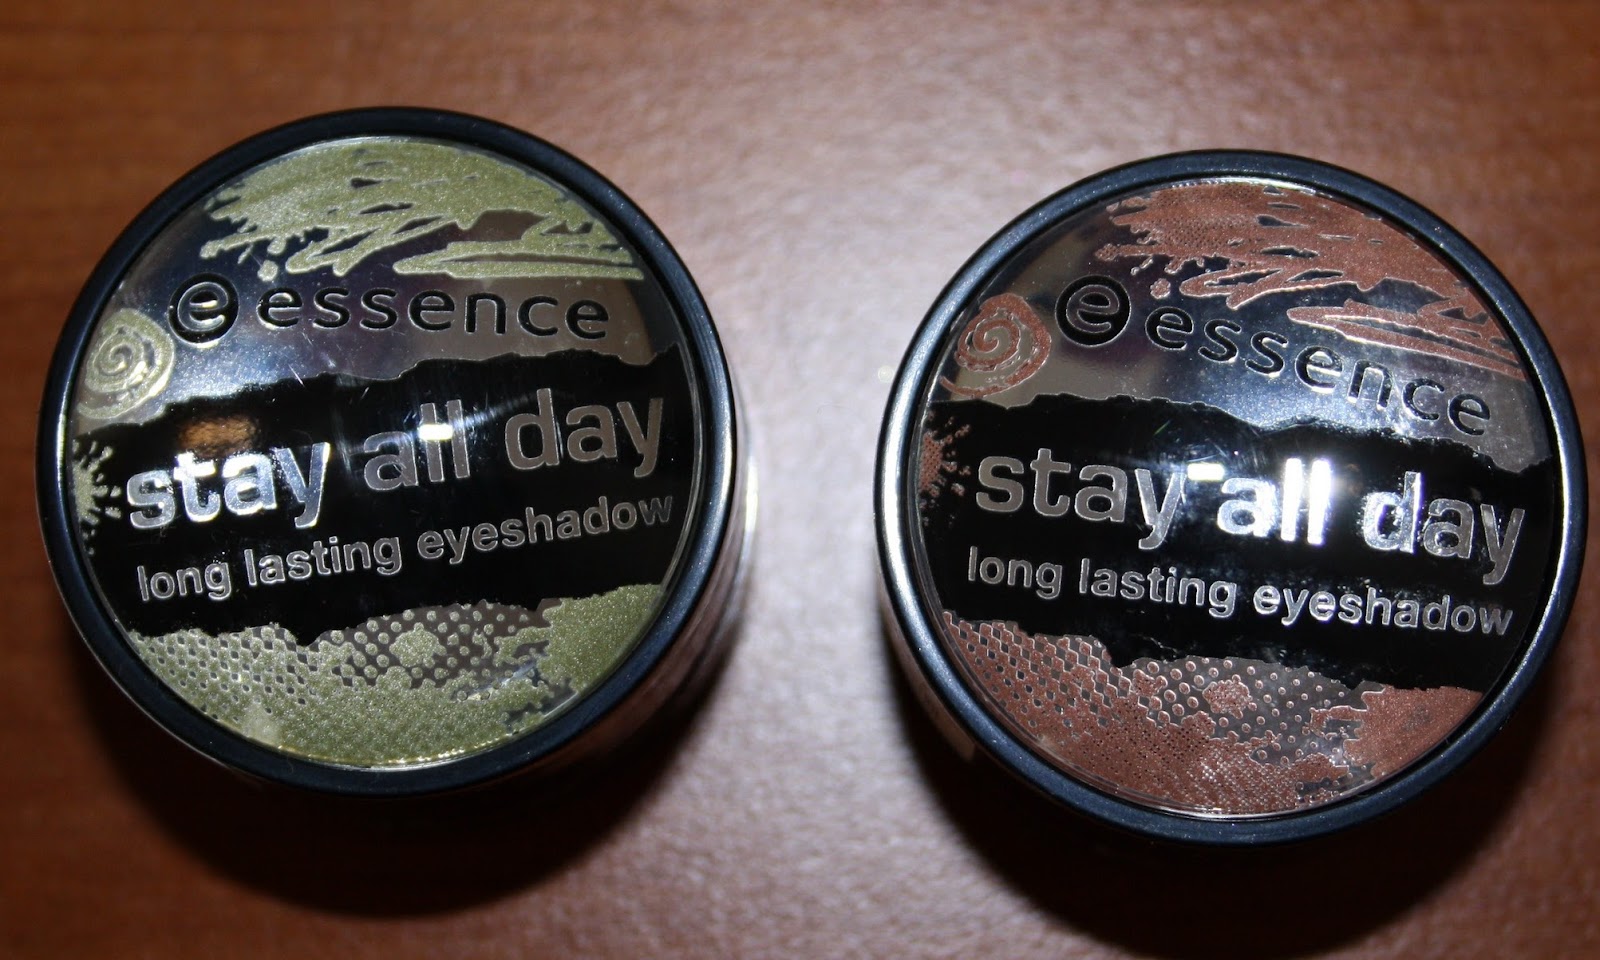 e essence
stay all day
long lasting eyeshadow
e essence
stay all day
long lasting eyeshadow